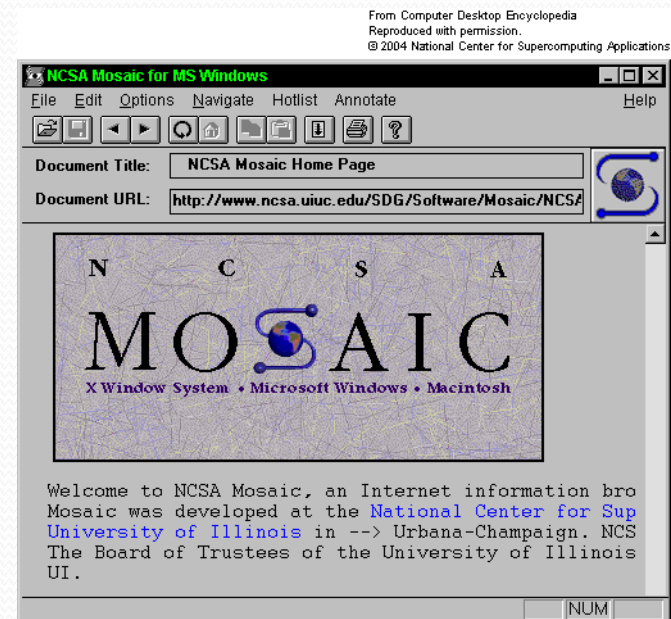 From Computer Desktop Encyclopedia
Reproduced with permission.
© 2004 National Center for Supercomputing Applications
NCSA Mosaic for MS Windows
File Edit Options Navigate Hotlist Annotate Help
Document Title: NCSA Mosaic Home Page
Document URL: http://www.ncsa.uiuc.edu/SDG/Software/Mosaic/NCSA
N C S A
MOSAIC
X Window System • Microsoft Windows • Macintosh
Welcome to NCSA Mosaic, an Internet information bro
Mosaic was developed at the National Center for Sup
University of Illinois in --> Urbana-Champaign. NCS
The Board of Trustees of the University of Illinois
UI.
NUM